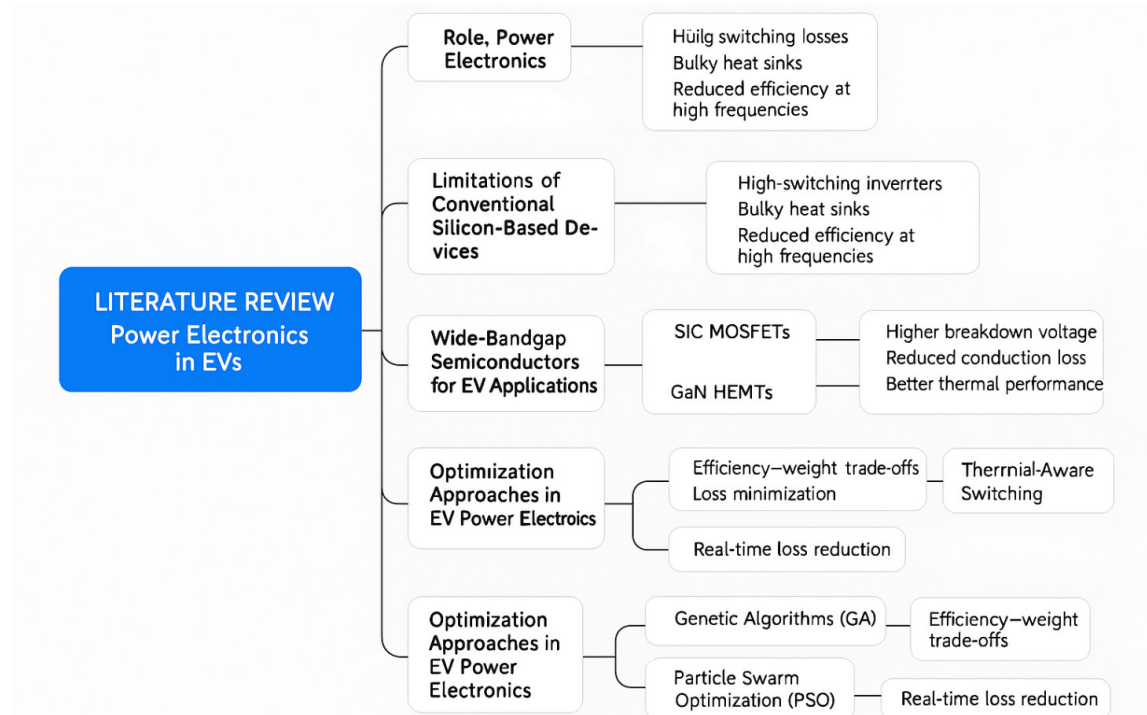 LITERATURE REVIEW
Power Electronics
in EVs
Role, Power
Electronics
Hüilg switching losses
Bulky heat sinks
Reduced efficiency at
high frequencies
Limitations of
Conventional
Silicon-Based De-
vices
High-switching inverrters
Bulky heat sinks
Reduced efficiency at
high frequencies
Wide-Bandgap
Semiconductors
for EV Applications
SIC MOSFETs
GaN HEMTs
Higher breakdown voltage
Reduced conduction loss
Better thermal performance
Optimıization
Approaches in
EV Power Electroics
Efficiency–weight trade-offs
Loss minimization
Therrnial-Aware
Switching
Real-time loss reduction
Optimization
Approaches in
EV Power
Electronics
Genetic Algorithms (GA)
Efficiency–weight
trade-offs
Particle Swarm
Optimization (PSO)
Real-time loss reduction